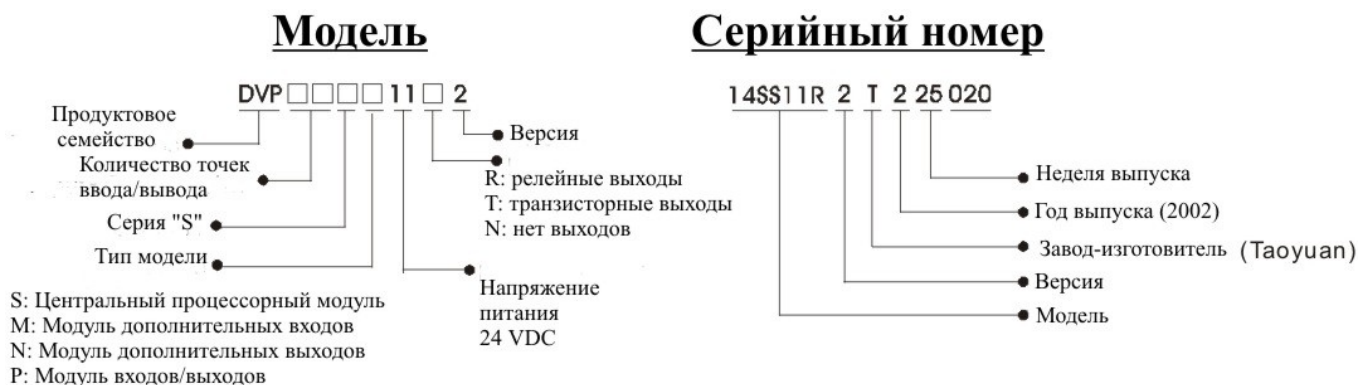 Модель
DVP□□□□11□2
Продуктовое
семейство
Количество точек
ввода/вывода
Серия "S"
Тип модели
S: Центральный процессорный модуль
M: Модуль дополнительных входов
N: Модуль дополнительных выходов
P: Модуль входов/выходов
Версия
R: релейные выходы
T: транзисторные выходы
N: нет выходов
Напряжение
питания
24 VDC
Серийный номер
14SS11R 2 T 2 25 020
Неделя выпуска
Год выпуска (2002)
Завод-изготовитель (Taoyuan)
Версия
Модель